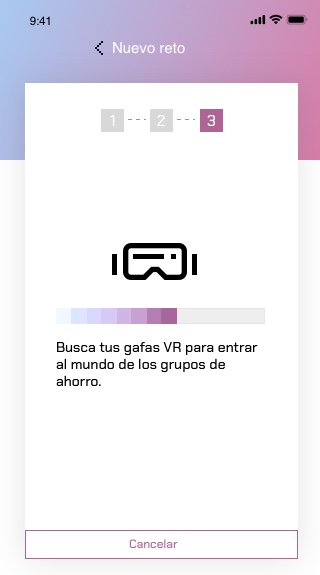 9:41
Nuevo reto
1 2 3
Busca tus gafas VR para entrar
al mundo de los grupos de
ahorro.
Cancelar